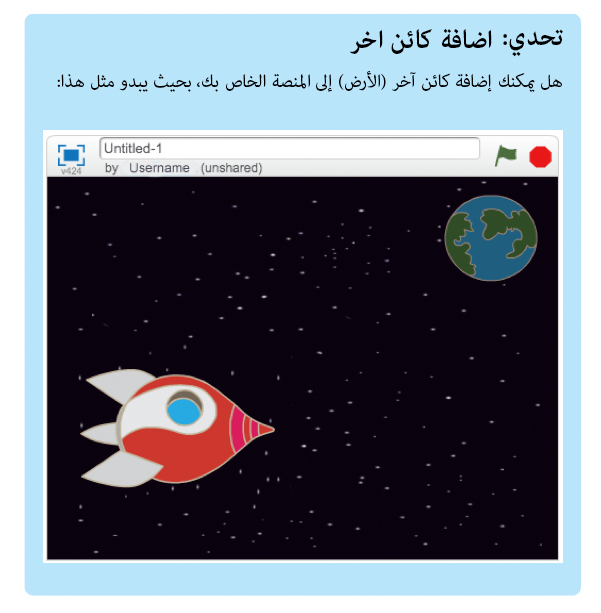 تحدي: اضافة كائن اخر
هل يمكنك إضافة كائن آخر (الأرض) إلى المنصة الخاص بك، بحيث يبدو مثل هذا:
Untitled-1
by Username (unshared)
v424